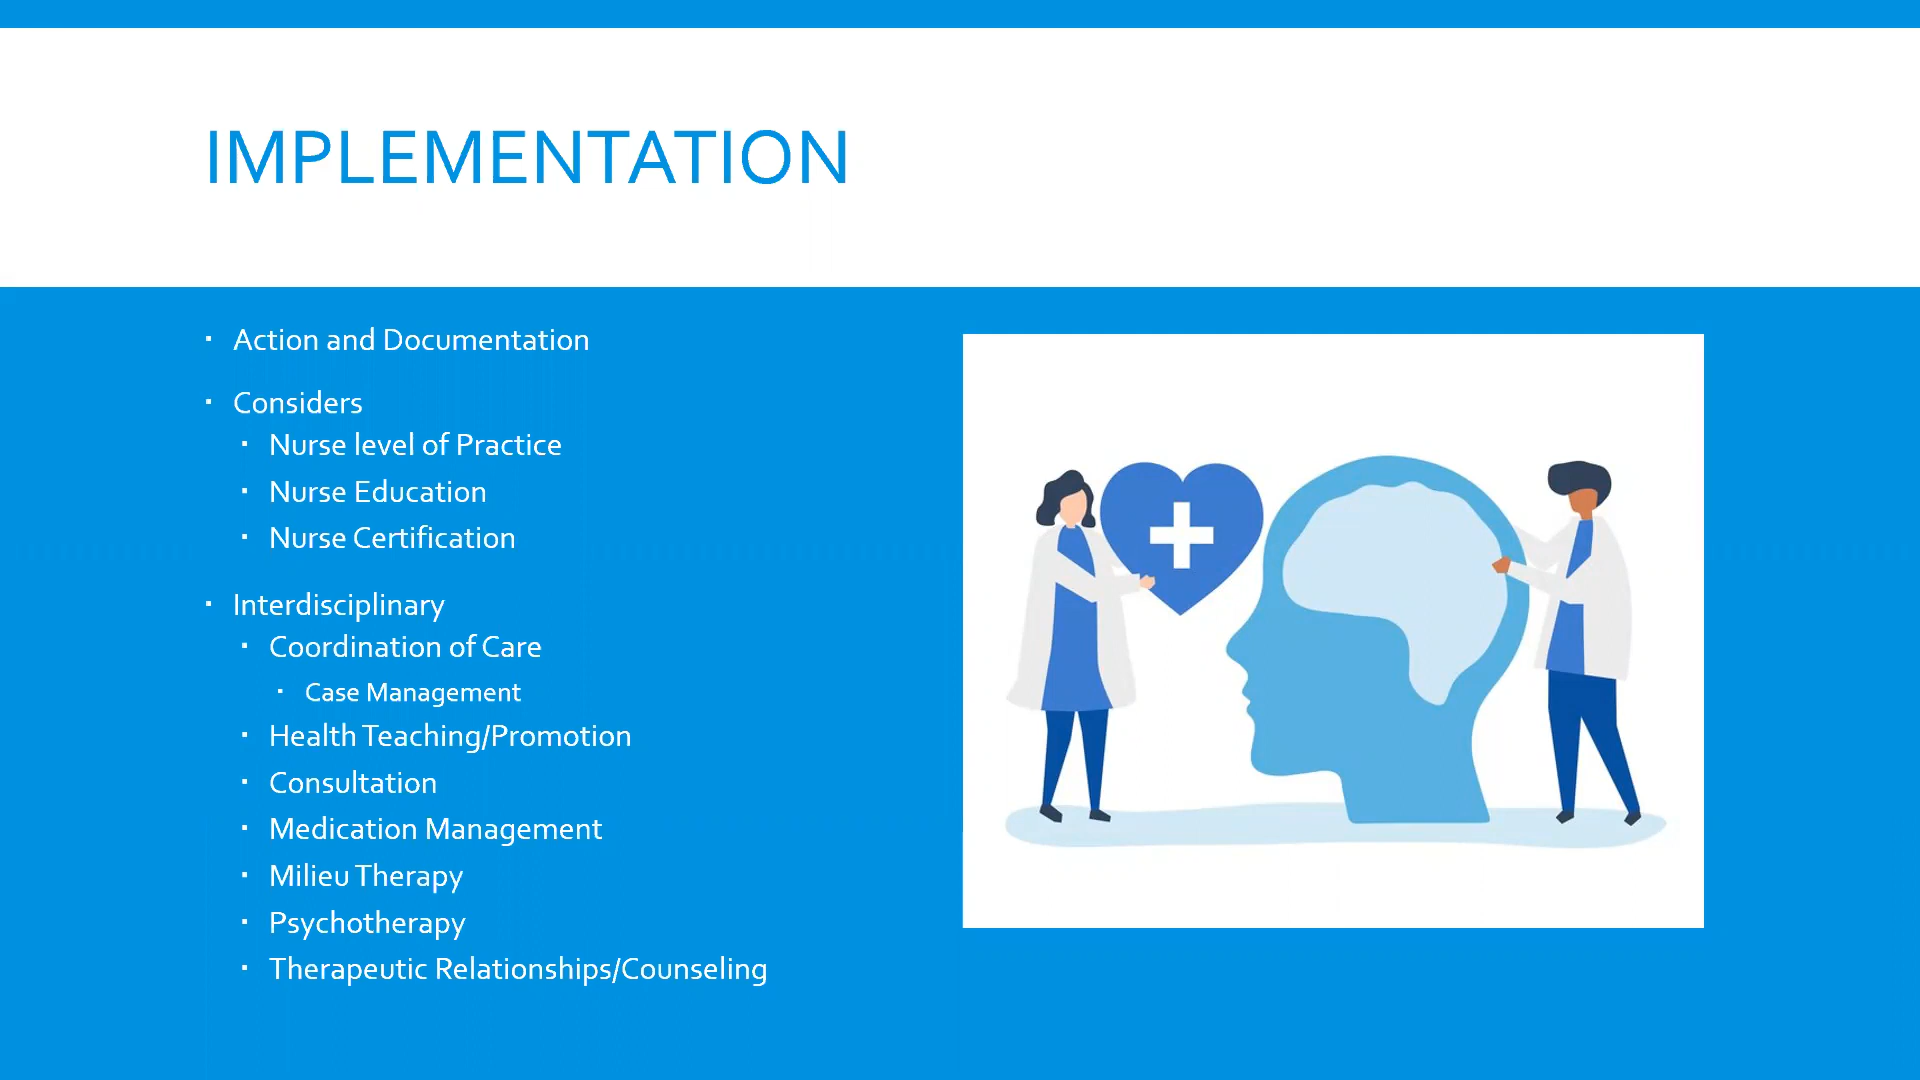 IMPLEMENTATION
▪ Action and Documentation
▪ Considers
▪ Nurse level of Practice
▪ Nurse Education
▪ Nurse Certification
▪ Interdisciplinary
▪ Coordination of Care
▪ Case Management
▪ Health Teaching/Promotion
▪ Consultation
▪ Medication Management
▪ Milieu Therapy
▪ Psychotherapy
▪ Therapeutic Relationships/Counseling